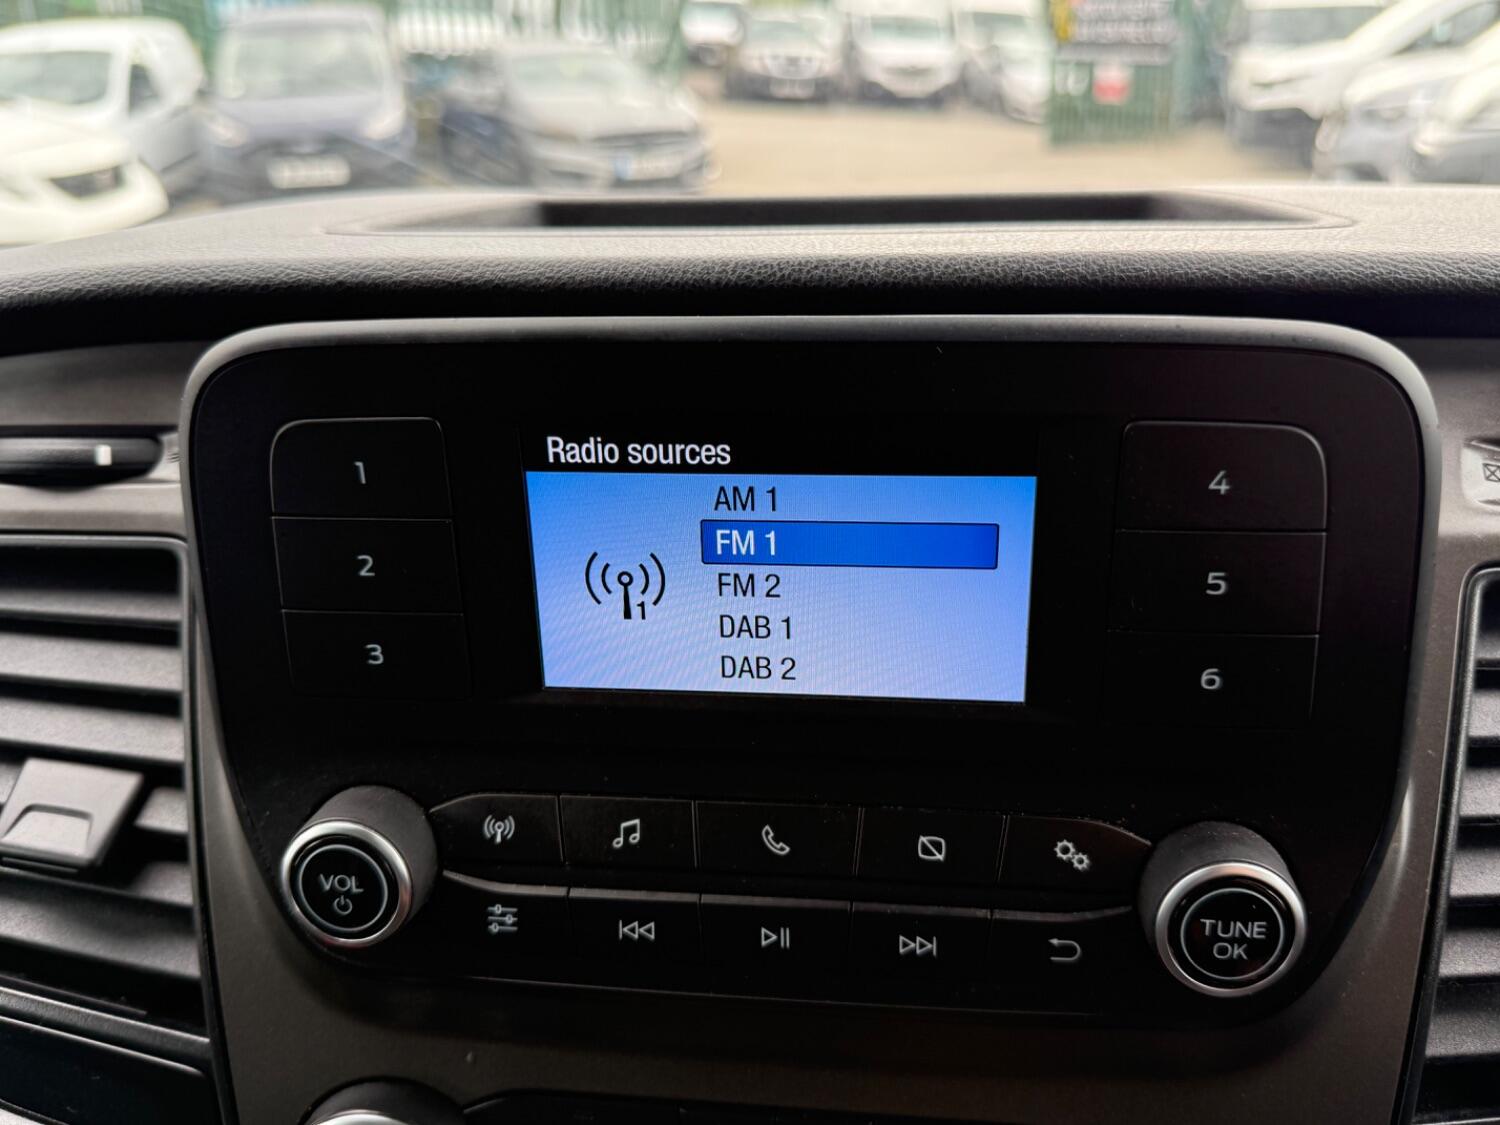 Radio sources
AM 1
FM 1
FM 2
DAB 1
DAB 2
1
1
2
3
4
5
6
VOL
TUNE
OK